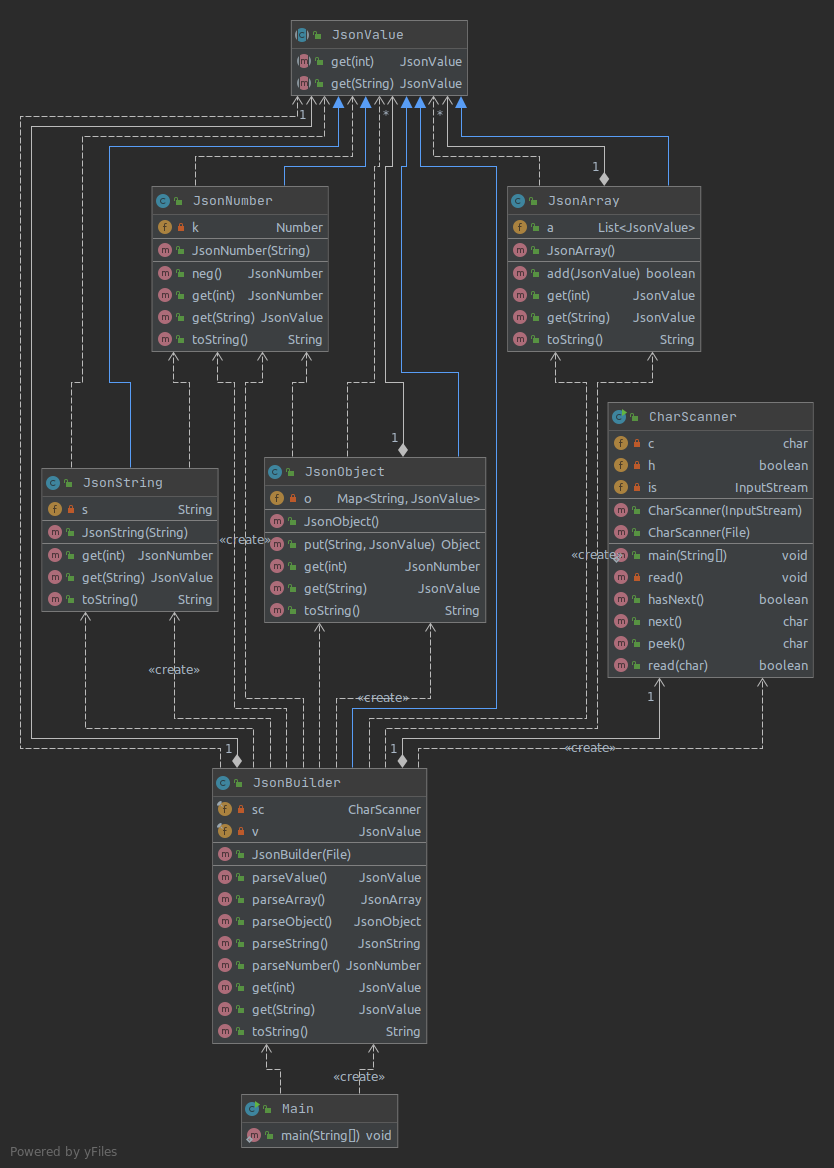 JsonValue
get(int) JsonValue
get(String) JsonValue
1
*
*
1
JsonNumber
k Number
JsonNumber(String)
neg() JsonNumber
get(int) JsonNumber
get(String) JsonValue
toString() String
JsonArray
a List<JsonValue>
JsonArray()
add(JsonValue) boolean
get(int) JsonValue
get(String) JsonValue
toString() String
CharScanner
c char
h boolean
is InputStream
CharScanner(InputStream)
CharScanner(File)
main(String[]) void
read() void
hasNext() boolean
next() char
peek() char
read(char) boolean
1
JsonString
s String
JsonString(String)
get(int) JsonNumber
get(String) JsonValue
toString() String
JsonObject
o Map<String, JsonValue>
JsonObject()
put(String, JsonValue) Object
get(int) JsonNumber
get(String) JsonValue
toString() String
«create»
«create»
«create»
«create»
1
1
1
«create»
JsonBuilder
sc CharScanner
v JsonValue
JsonBuilder(File)
parseValue() JsonValue
parseArray() JsonArray
parseObject() JsonObject
parseString() JsonString
parseNumber() JsonNumber
get(int) JsonValue
get(String) JsonValue
toString() String
«create»
Main
main(String[]) void
Powered by yFiles